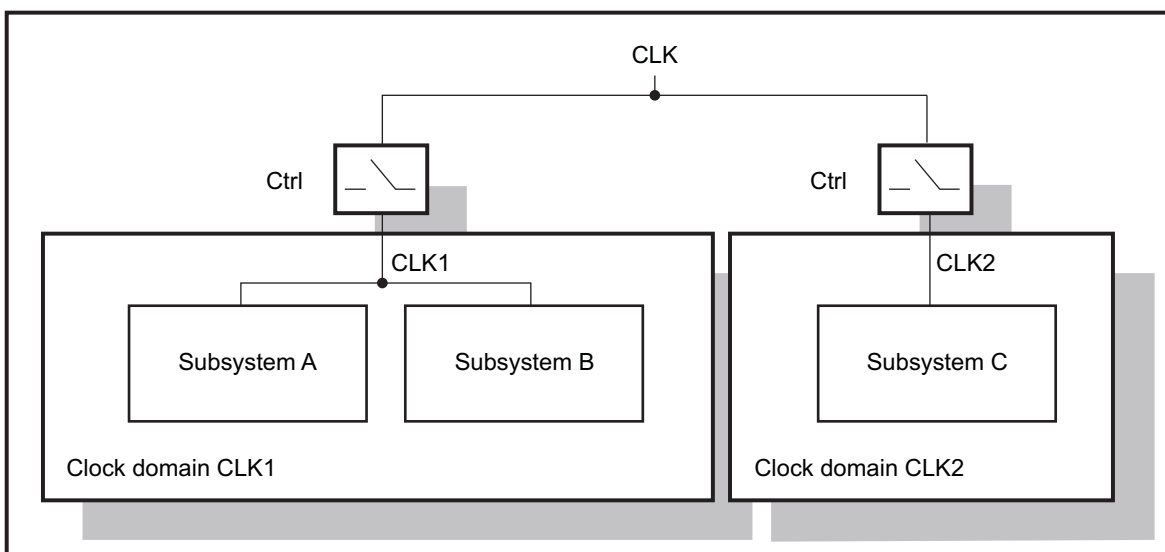 CLK
Ctrl
Ctrl
CLK1
CLK2
Subsystem A
Subsystem B
Subsystem C
Clock domain CLK1
Clock domain CLK2